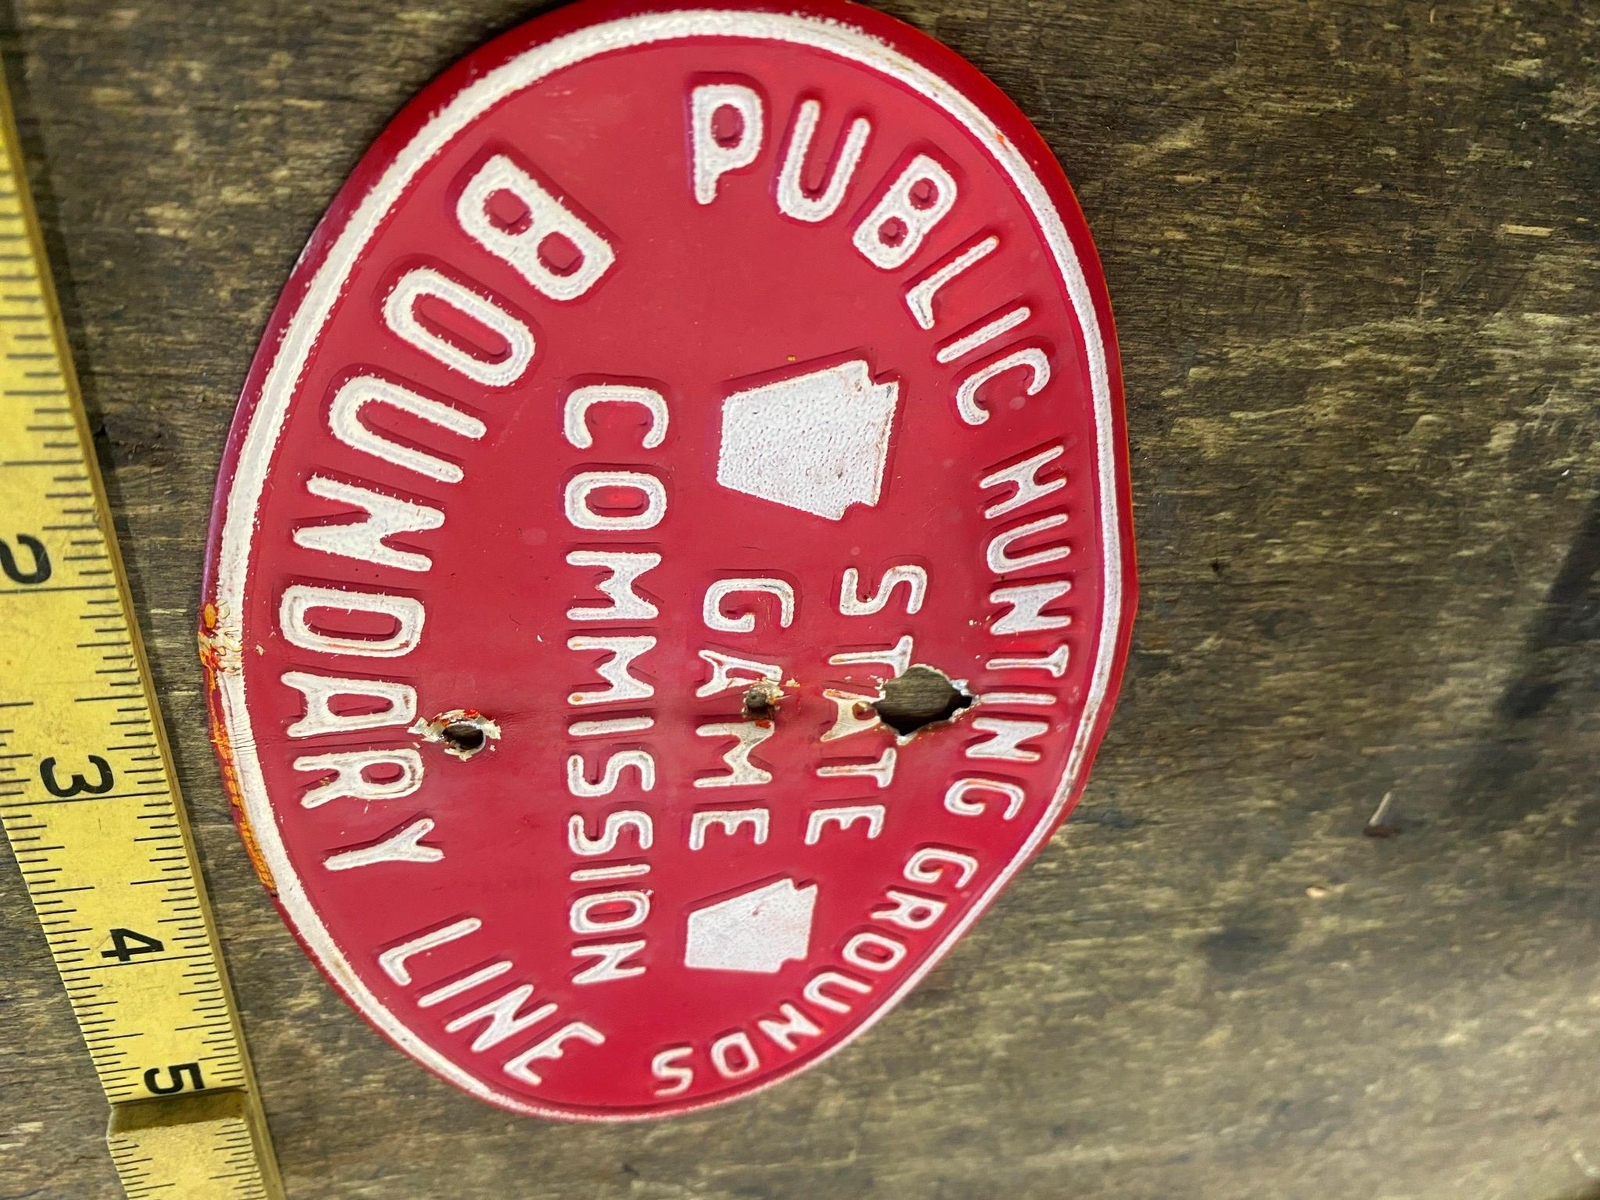 PUBLIC HUNTING GROUNDS
STATE
GAME
COMMISSION
BOUNDARY LINE
2
3
4
5